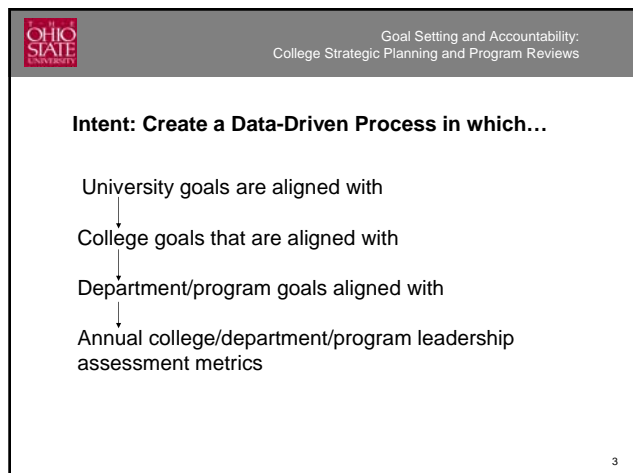 T · H · E
OHIO
STATE
UNIVERSITY
Goal Setting and Accountability:
College Strategic Planning and Program Reviews
Intent: Create a Data-Driven Process in which…
University goals are aligned with
College goals that are aligned with
Department/program goals aligned with
Annual college/department/program leadership
assessment metrics
3